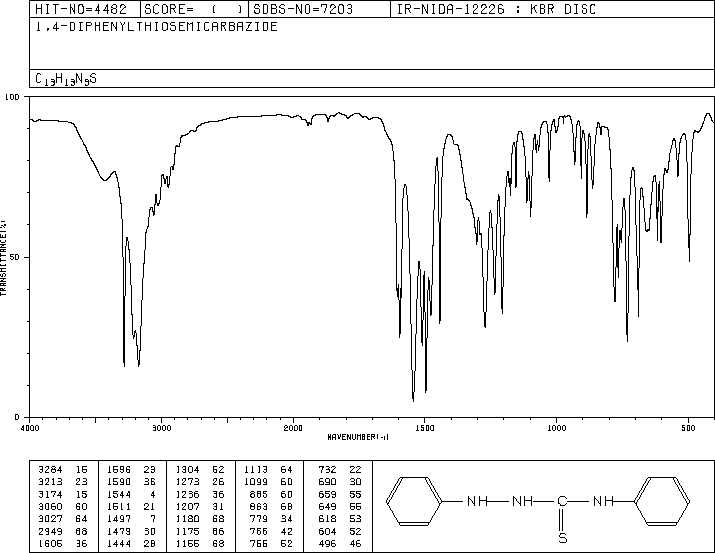 HIT-NO=4482 SCORE= ( ) SDBS-NO=7203 IR-NIDA-12226 : KBR DISC
1,4-DIPHENYLTHIOSEMICARBAZIDE
C13H13N3S
100
50
0
TRANSMITTANCE(%)
4000 3000 2000 1500 1000 500
WAVENUMBER(-1)
3284 15 1596 29 1304 52 1113 64 732 22
3213 23 1590 36 1273 26 1099 60 690 30
3174 15 1544 4 1236 36 885 60 659 55
3060 60 1511 21 1207 31 863 68 649 55
3027 64 1497 7 1180 68 779 34 618 53
2949 68 1479 30 1175 66 766 42 604 52
1605 36 1444 28 1155 68 755 52 496 46
NH NH C NH
S